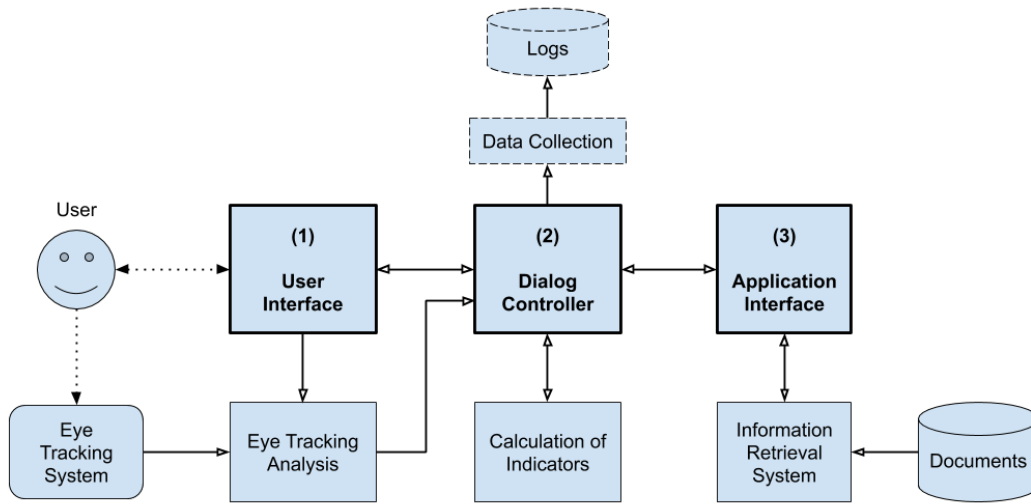 Logs
Data Collection
User
(1)
User
Interface
(2)
Dialog
Controller
(3)
Application
Interface
Eye
Tracking
System
Eye Tracking
Analysis
Calculation of
Indicators
Information
Retrieval
System
Documents